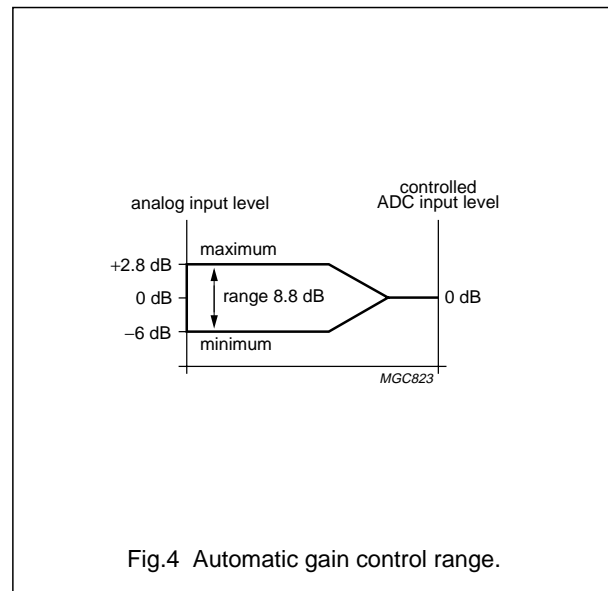 controlled
analog input level
ADC input level
maximum
+2.8 dB
0 dB
range 8.8 dB
0 dB
−6 dB
minimum
MGC823
Fig.4 Automatic gain control range.